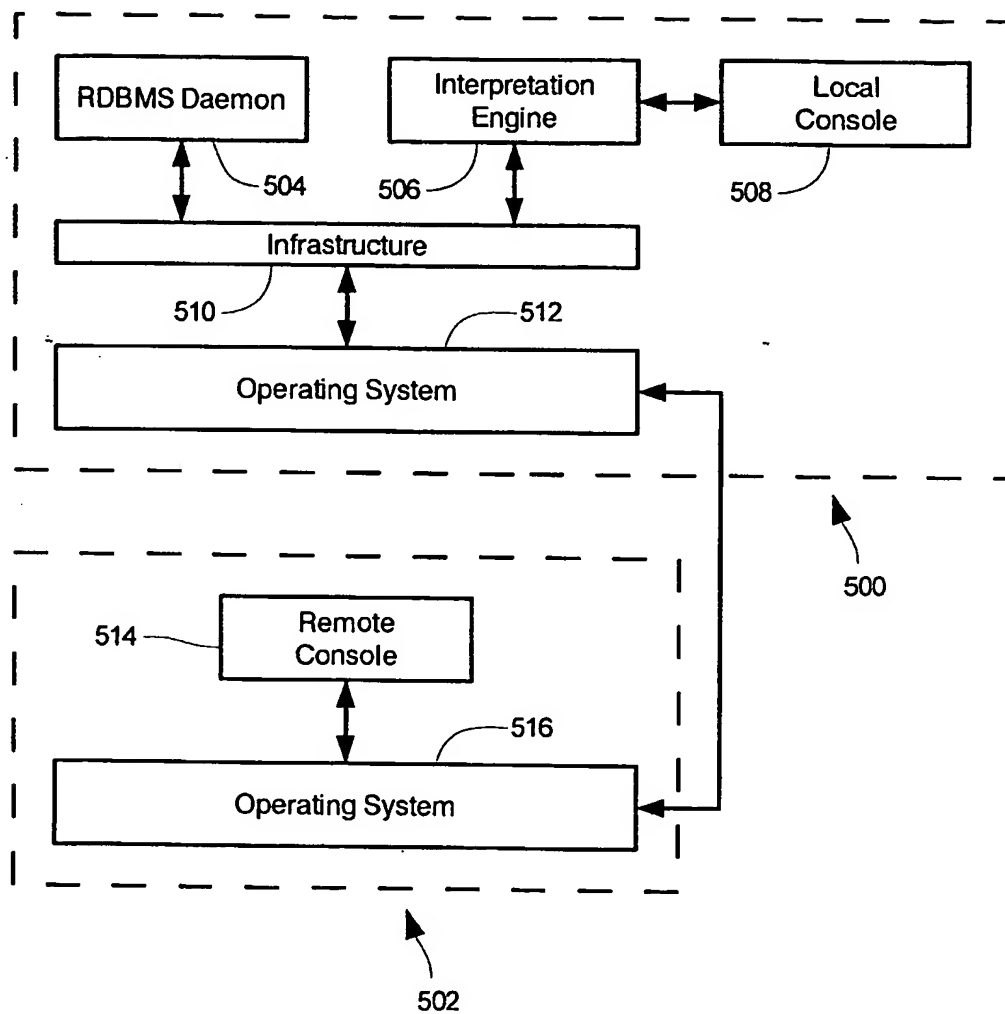 RDBMS Daemon
504
Interpretation
Engine
506
Local
Console
508
Infrastructure
510
512
Operating System
500
514
Remote
Console
516
Operating System
502